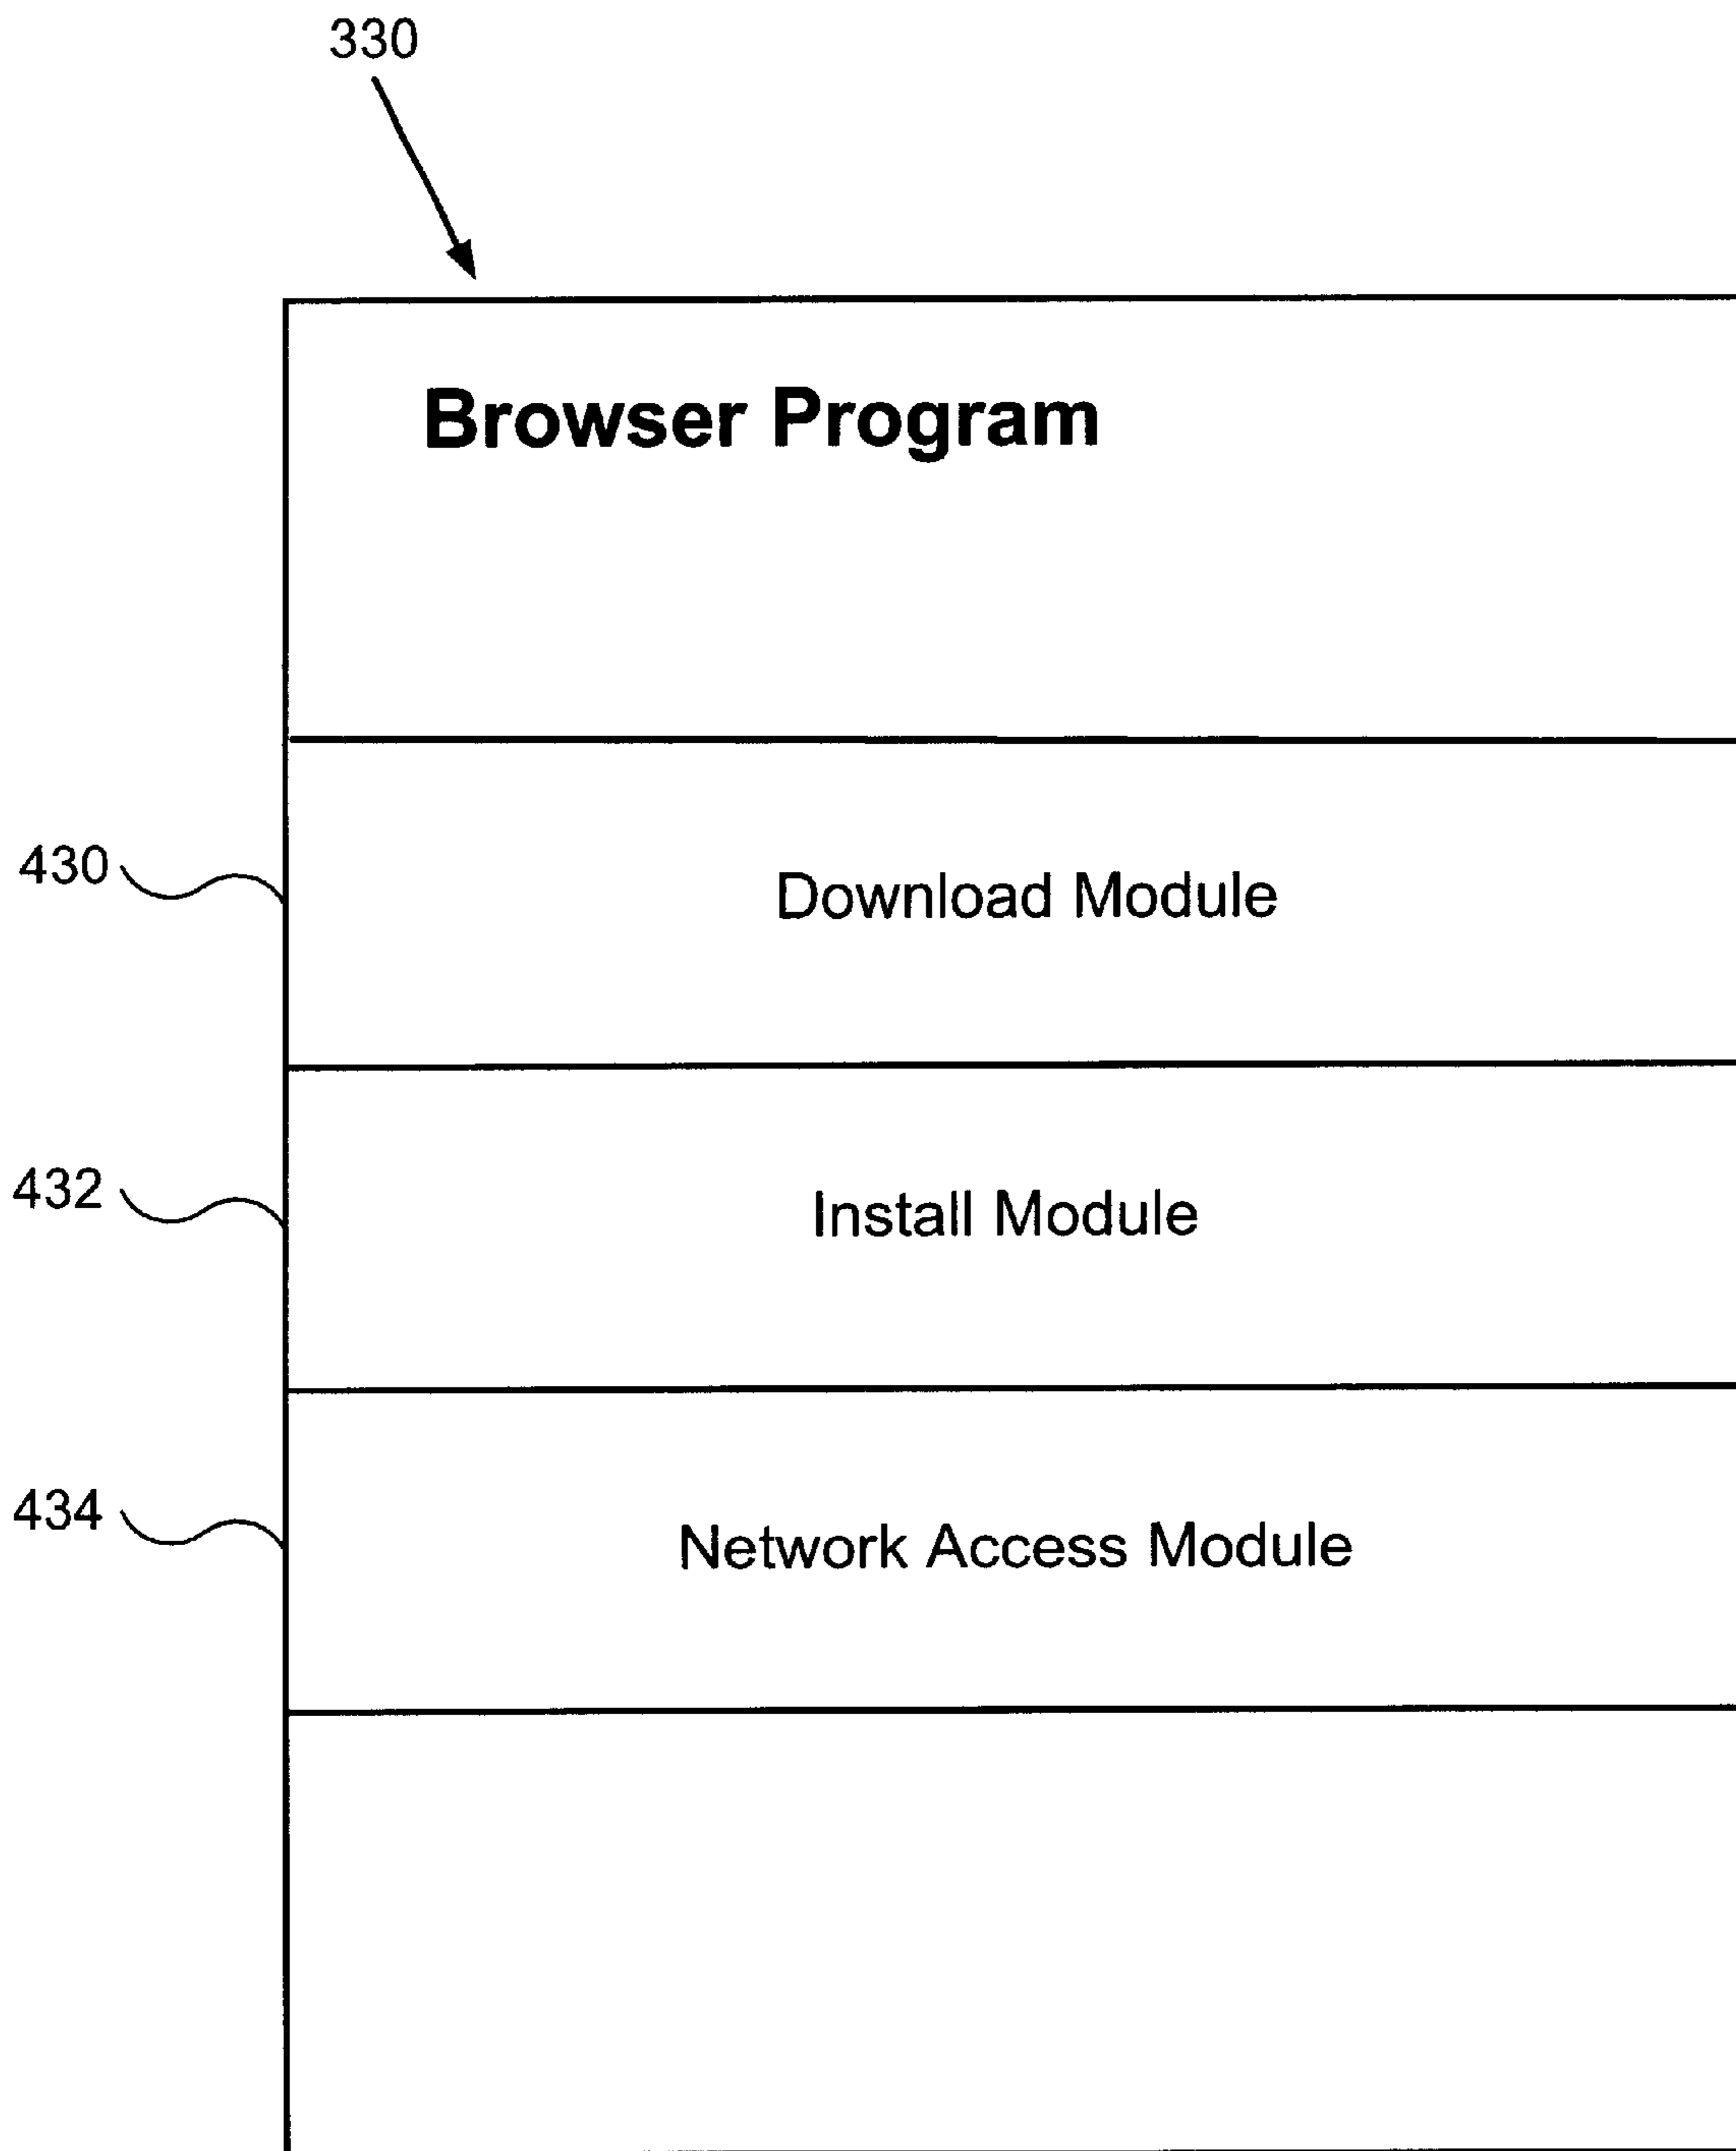 330
Browser Program
430
Download Module
432
Install Module
434
Network Access Module